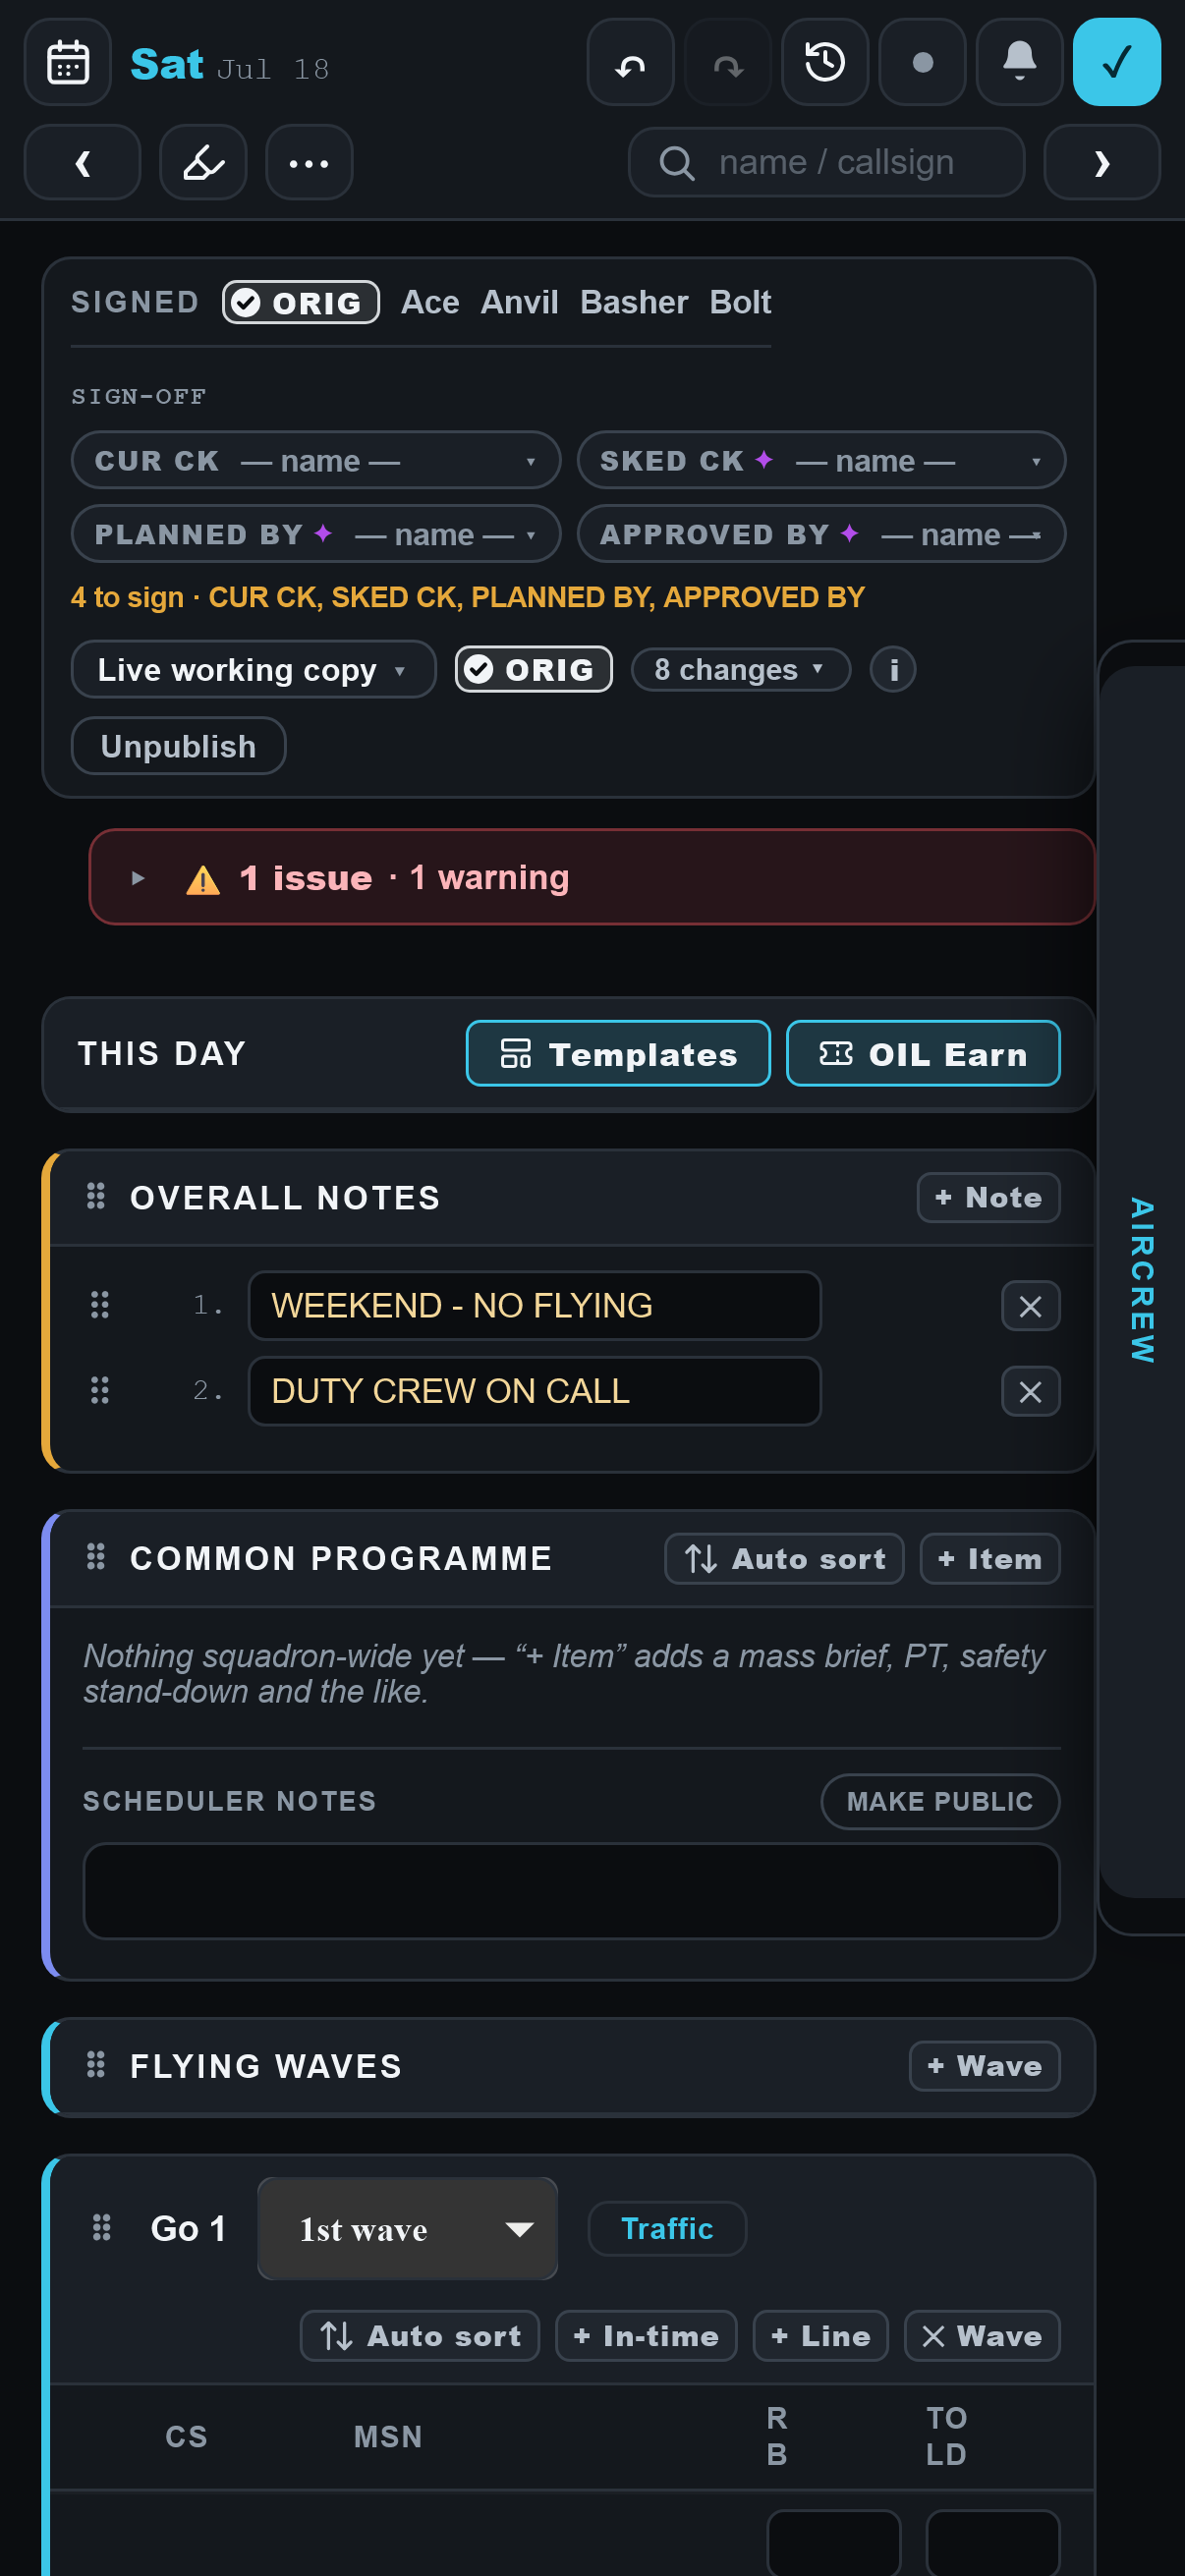 Sat Jul 18
name / callsign
SIGNED ORIG Ace Anvil Basher Bolt
SIGN-OFF
CUR CK — name —
SKED CK — name —
PLANNED BY — name —
APPROVED BY — name —
4 to sign · CUR CK, SKED CK, PLANNED BY, APPROVED BY
Live working copy ORIG 8 changes i
Unpublish
1 issue · 1 warning
THIS DAY Templates OIL Earn
OVERALL NOTES + Note
1. WEEKEND - NO FLYING
2. DUTY CREW ON CALL
AIRCREW
COMMON PROGRAMME Auto sort + Item
Nothing squadron-wide yet — “+ Item” adds a mass brief, PT, safety
stand-down and the like.
SCHEDULER NOTES MAKE PUBLIC
FLYING WAVES + Wave
Go 1 1st wave Traffic
Auto sort + In-time + Line × Wave
CS MSN R B TO LD